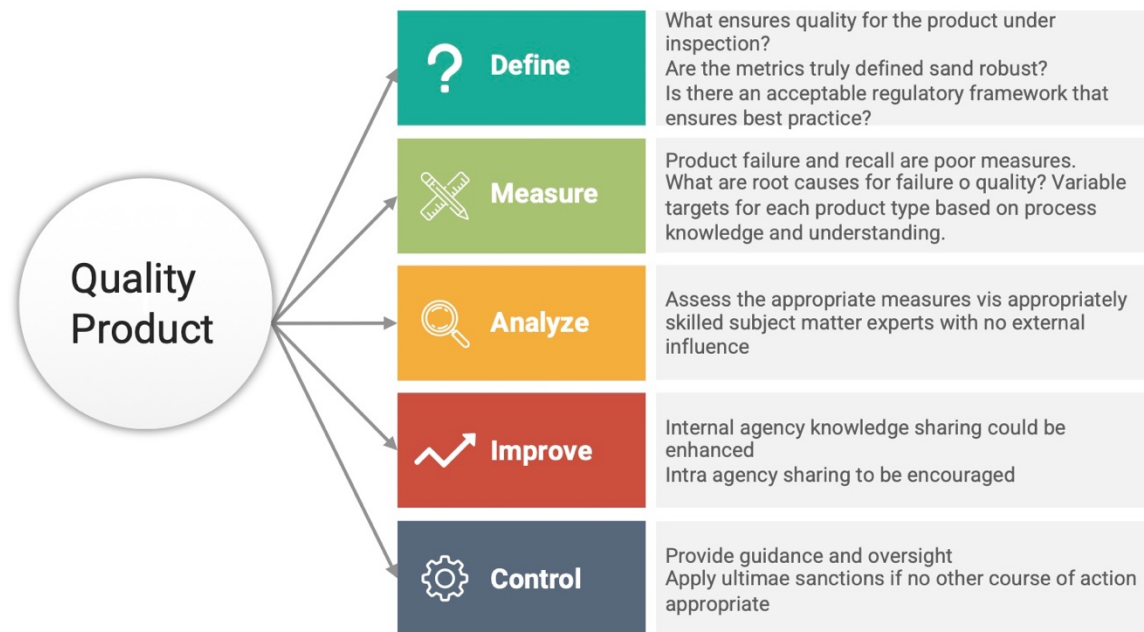 Quality
Product
Define
What ensures quality for the product under
inspection?
Are the metrics truly defined sand robust?
Is there an acceptable regulatory framework that
ensures best practice?
Measure
Product failure and recall are poor measures.
What are root causes for failure o quality? Variable
targets for each product type based on process
knowledge and understanding.
Analyze
Assess the appropriate measures vis appropriately
skilled subject matter experts with no external
influence
Improve
Internal agency knowledge sharing could be
enhanced
Intra agency sharing to be encouraged
Control
Provide guidance and oversight
Apply ultimae sanctions if no other course of action
appropriate